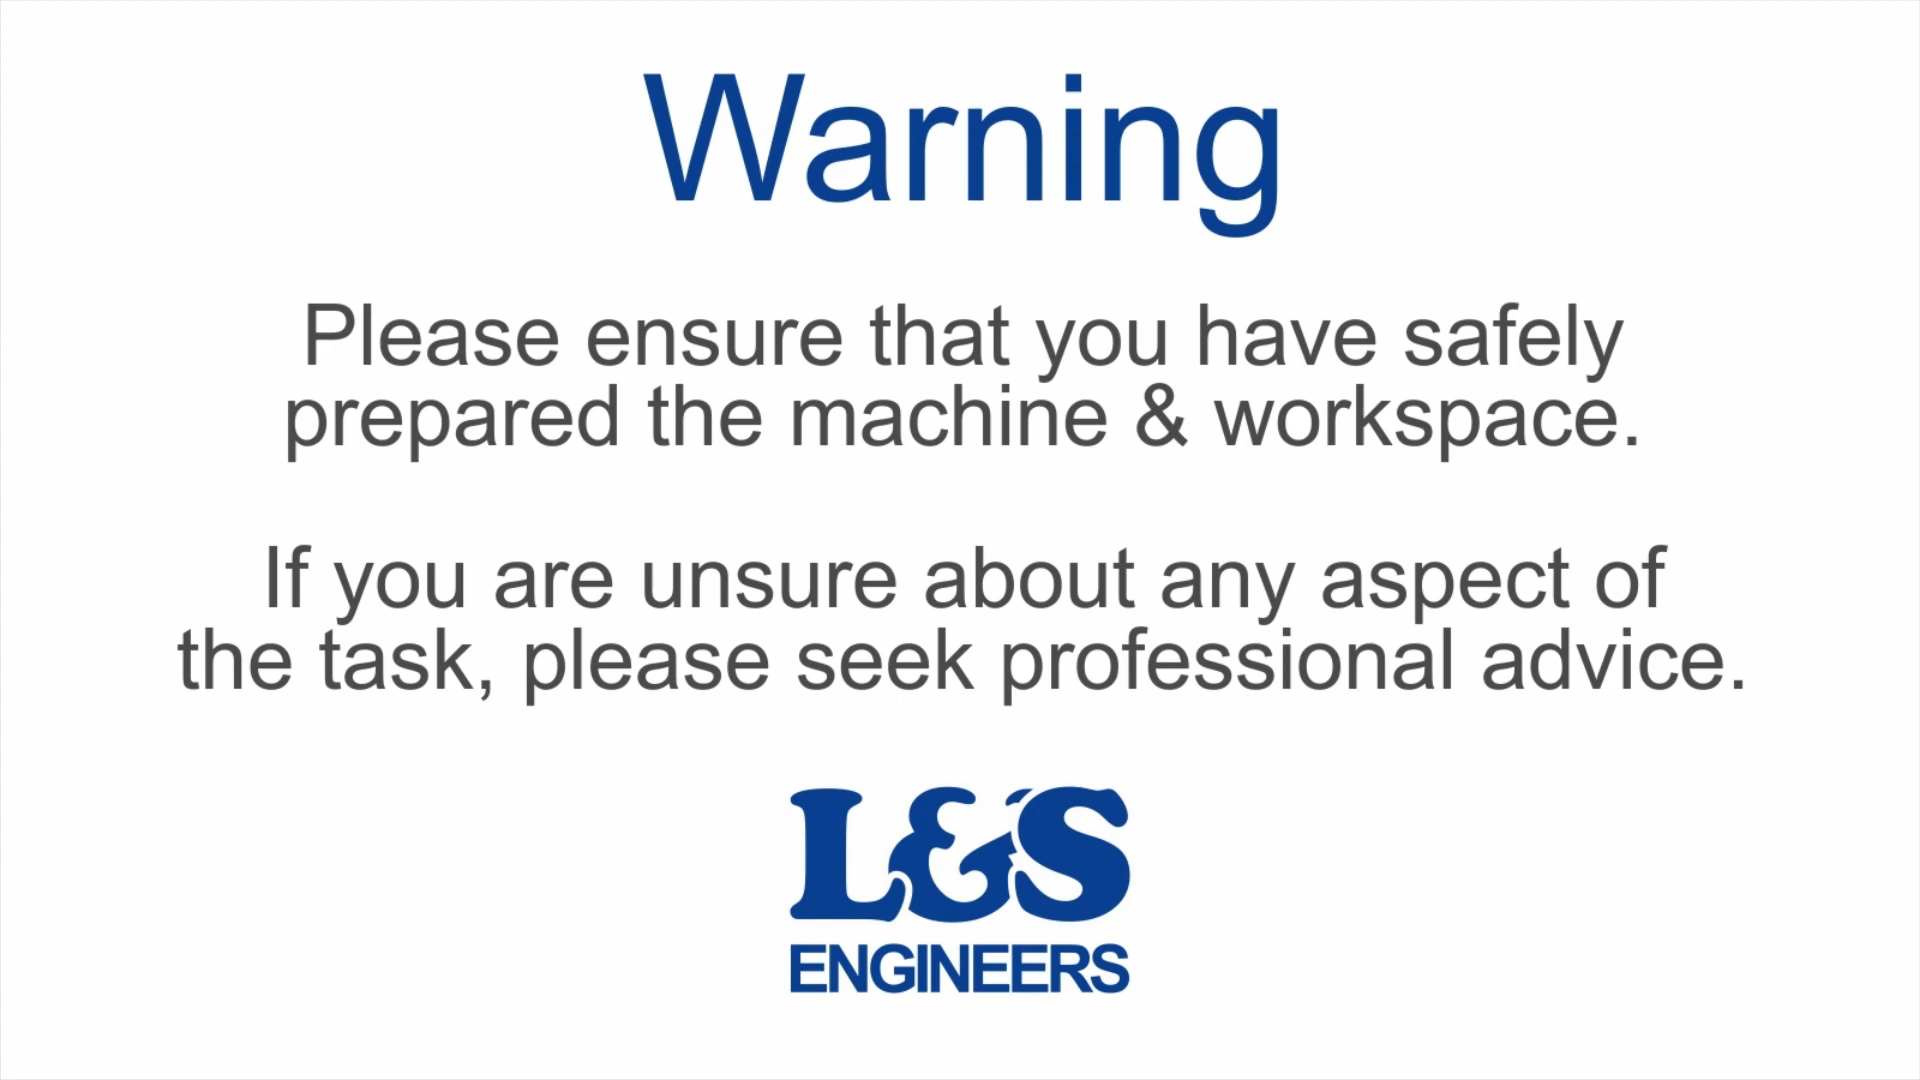 Warning
Please ensure that you have safely
prepared the machine & workspace.
If you are unsure about any aspect of
the task, please seek professional advice.
L&S
ENGINEERS